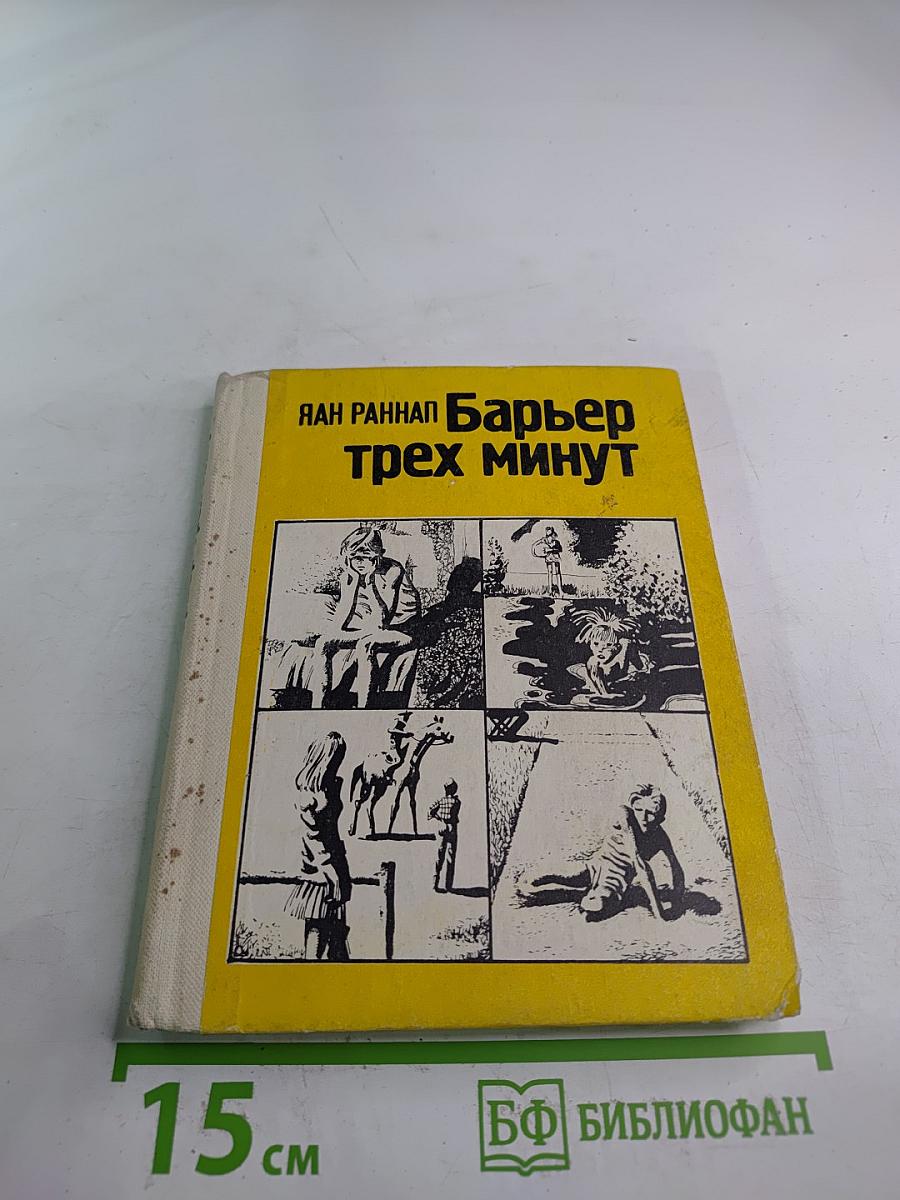 ЯАН РАННАП Барьер
трех минут
15 см
БФ БИБЛИОФАН